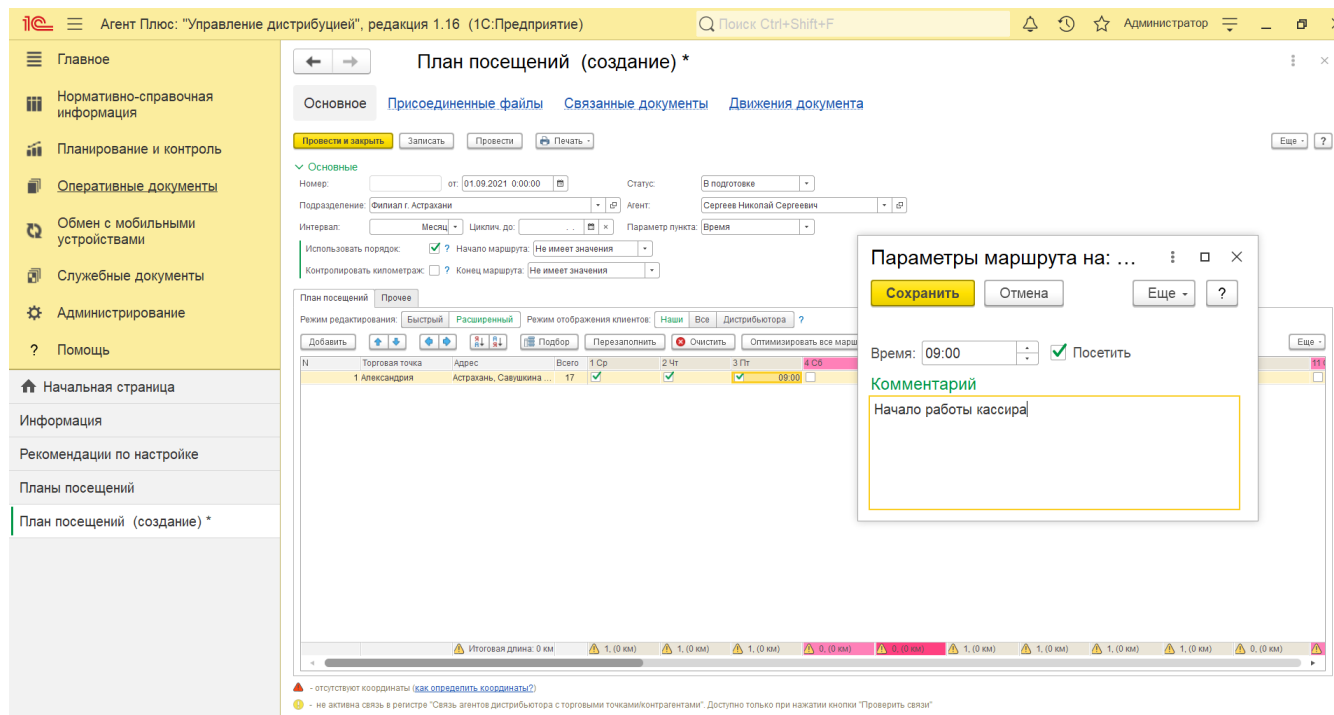 1С Агент Плюс: "Управление дистрибуцией", редакция 1.16 (1С:Предприятие) Поиск Ctrl+Shift+F Администратор
Главное
Нормативно-справочная
информация
Планирование и контроль
Оперативные документы
Обмен с мобильными
устройствами
Служебные документы
Администрирование
? Помощь
Начальная страница
Информация
Рекомендации по настройке
Планы посещений
План посещений (создание) *
План посещений (создание) *
Основное Присоединенные файлы Связанные документы Движения документа
Провести и закрыть Записать Провести Печать Еще ?
Основные
Номер: от: 01.09.2021 0:00:00 Статус: В подготовке
Подразделение: Филиал г. Астрахани Агент: Сергеев Николай Сергеевич
Интервал: Месяц Циклич. до: . . × Параметр пункта: Время
Использовать порядок: ? Начало маршрута: Не имеет значения
Контролировать километраж: ? Конец маршрута: Не имеет значения
План посещений Прочее
Режим редактирования: Быстрый Расширенный Режим отображения клиентов: Наши Все Дистрибьютора ?
Добавить Подбор Перезаполнить Очистить Оптимизировать все марш Еще
N Торговая точка Адрес Всего 1 Ср 2 Чт 3 Пт 4 Сб 11
1 Александрия Астрахань, Савушкина ... 17 09:00
Итоговая длина: 0 км 1, (0 км) 1, (0 км) 1, (0 км) 0, (0 км) 0, (0 км) 1, (0 км) 1, (0 км) 1, (0 км) 1, (0 км) 0, (0 км)
- отсутствуют координаты (как определить координаты?)
- не активна связь в регистре "Связь агентов дистрибьютора с торговыми точками/контрагентами". Доступно только при нажатии кнопки "Проверить связи"
Параметры маршрута на: ...
Сохранить Отмена Еще ?
Время: 09:00 Посетить
Комментарий
Начало работы кассира